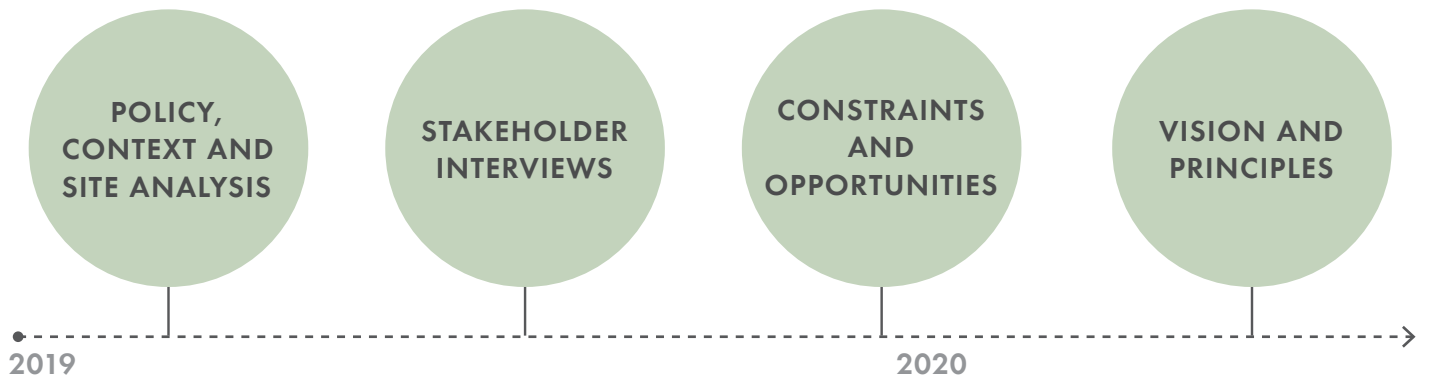 POLICY,
CONTEXT AND
SITE ANALYSIS
STAKEHOLDER
INTERVIEWS
CONSTRAINTS
AND
OPPORTUNITIES
VISION AND
PRINCIPLES
2019
2020